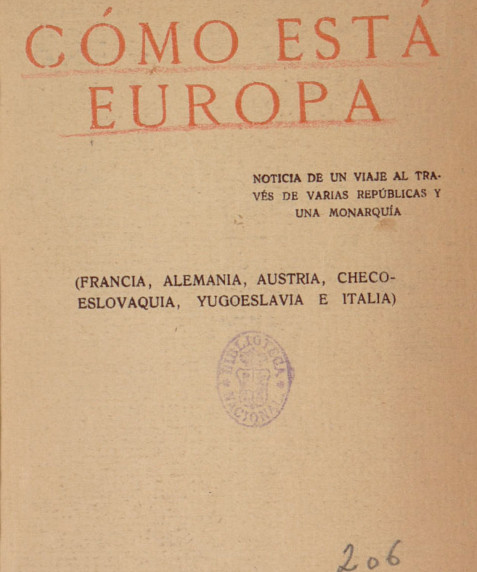 CÓMO ESTÁ
EUROPA
NOTICIA DE UN VIAJE AL TRA-
VÉS DE VARIAS REPÚBLICAS Y
UNA MONARQUÍA
(FRANCIA, ALEMANIA, AUSTRIA, CHECO-
ESLOVAQUIA, YUGOESLAVIA E ITALIA)
BIBLIOTECA
NACIONAL
206